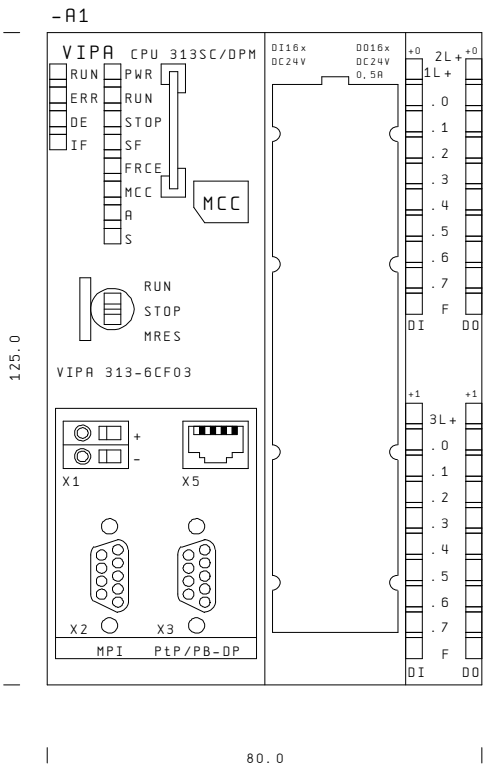 -A1
VIPA CPU 313SC/DPM
RUN PWR
ERR RUN
DE STOP
IF SF
FRCE
MCC
A
S
MCC
RUN
STOP
MRES
VIPA 313-6CF03
+
-
X1 X5
X2 X3
MPI PtP/PB-DP
DI16x DO16x
DC24V DC24V
0,5A
+0 +0
2L+
1L+
.0
.1
.2
.3
.4
.5
.6
.7
F
DI DO
+1 +1
3L+
.0
.1
.2
.3
.4
.5
.6
.7
F
DI DO
125.0
80.0